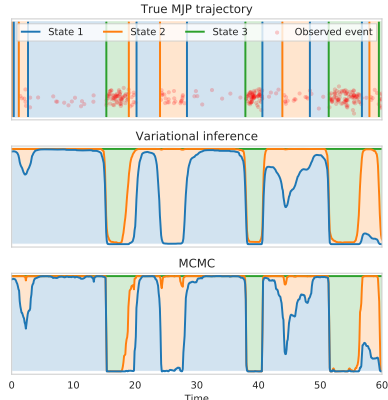 True MJP trajectory
State 1 State 2 State 3 Observed event
Variational inference
MCMC
0 10 20 30 40 50 60
Time